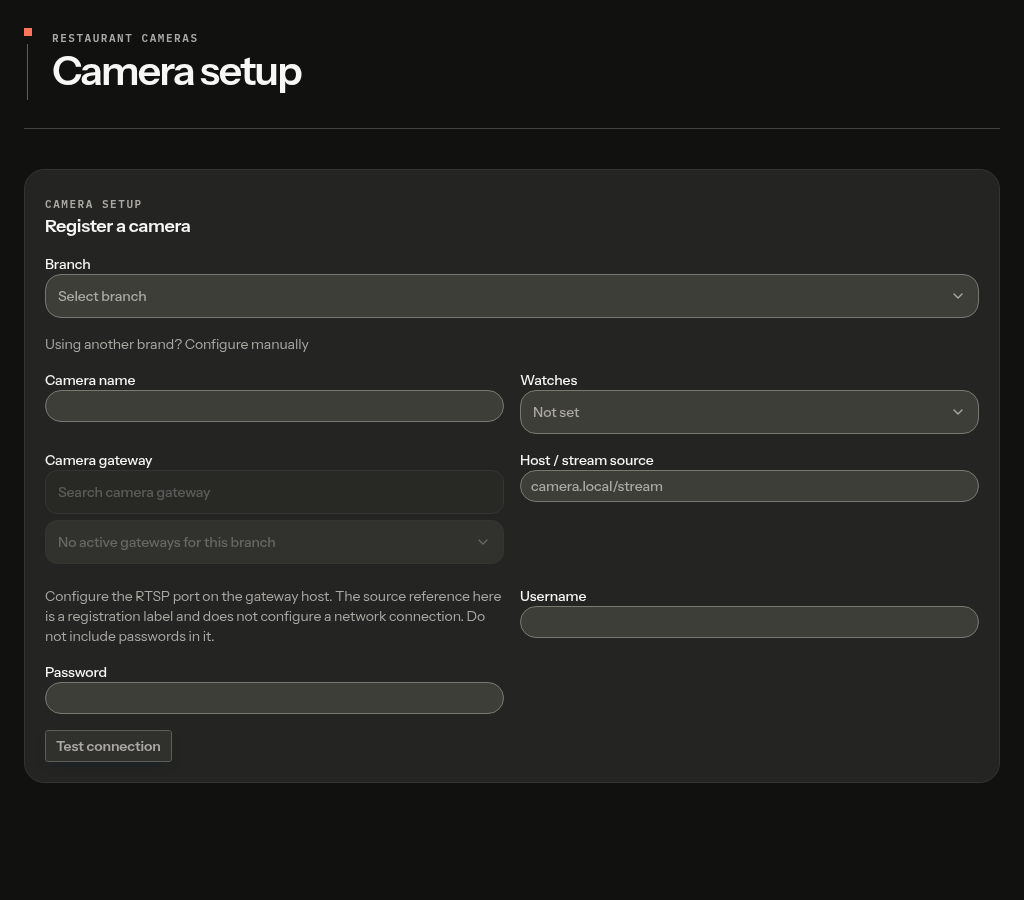 RESTAURANT CAMERAS
Camera setup
CAMERA SETUP
Register a camera
Branch
Select branch
Using another brand? Configure manually
Camera name
Watches
Not set
Camera gateway
Search camera gateway
No active gateways for this branch
Host / stream source
camera.local/stream
Configure the RTSP port on the gateway host. The source reference here
is a registration label and does not configure a network connection. Do
not include passwords in it.
Username
Password
Test connection